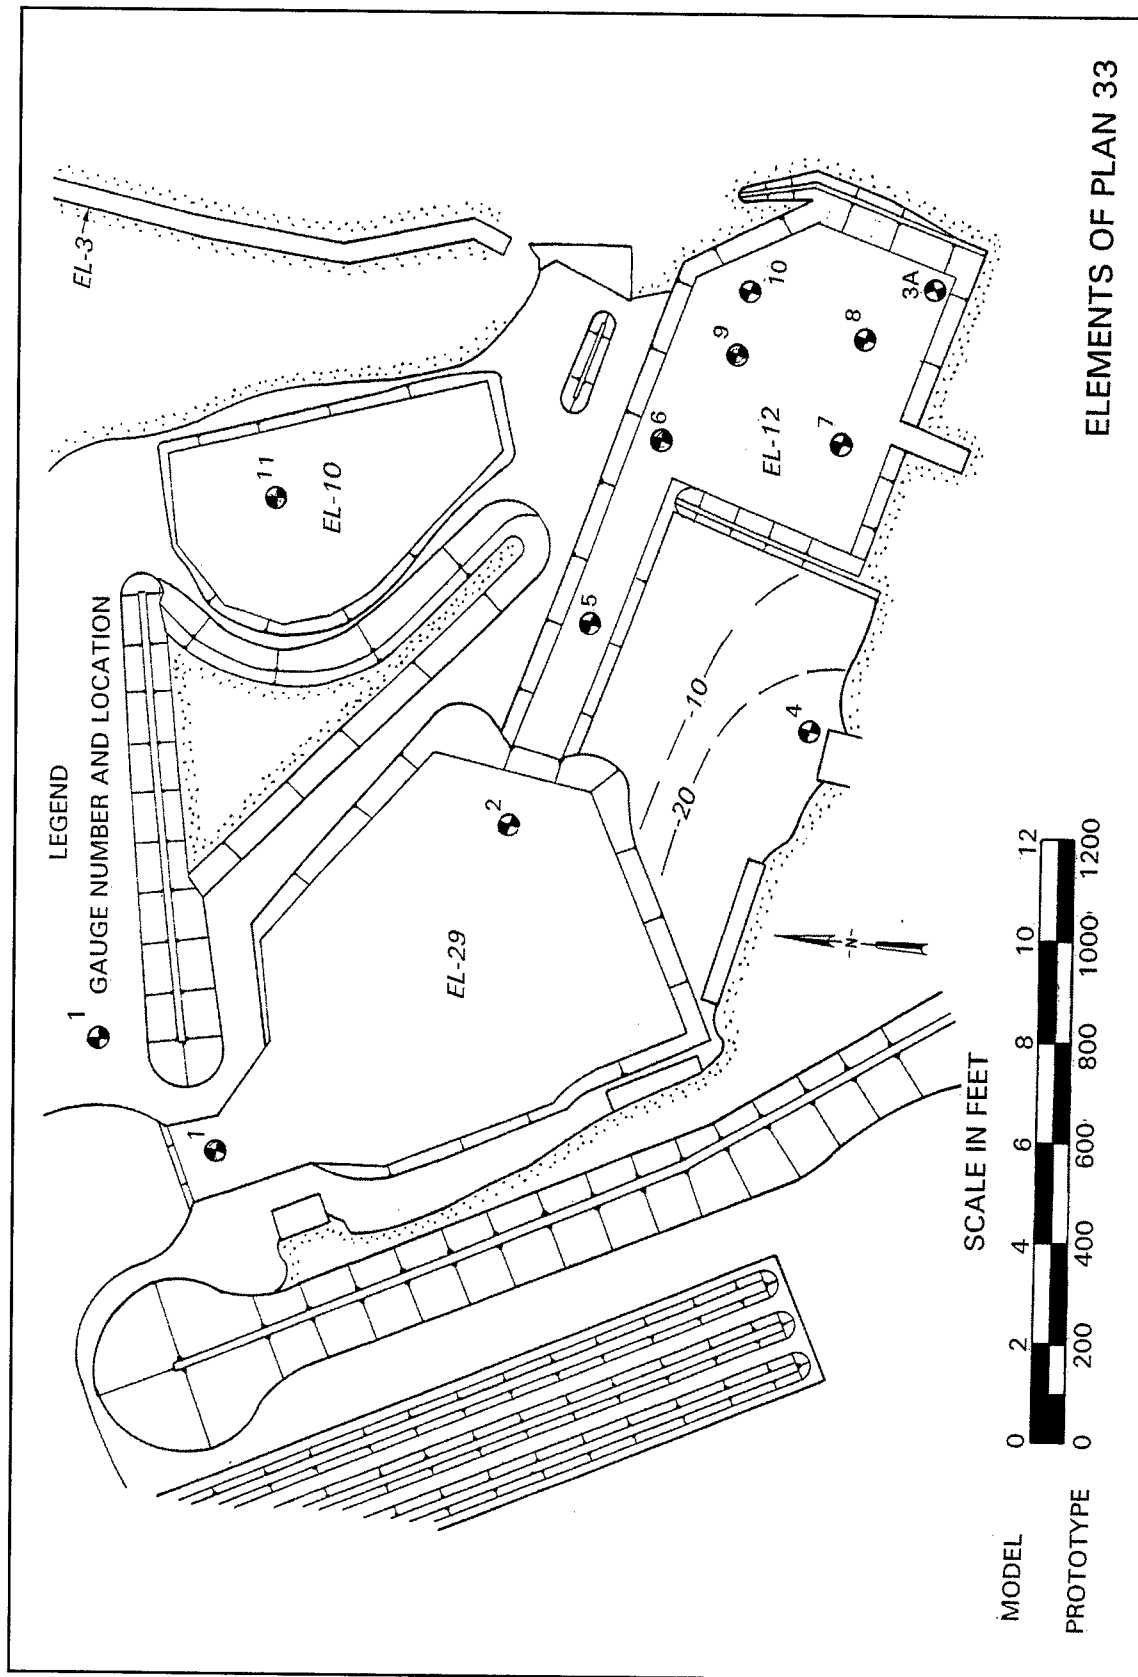 LEGEND
1 GAUGE NUMBER AND LOCATION
EL-3
11
EL-10
1
EL-29
2
5
6
9
10
EL-12
8
3A
7
4
-10
-20
-N-
SCALE IN FEET
MODEL 0 2 4 6 8 10 12
PROTOTYPE 0 200 400 600 800 1000 1200
ELEMENTS OF PLAN 33